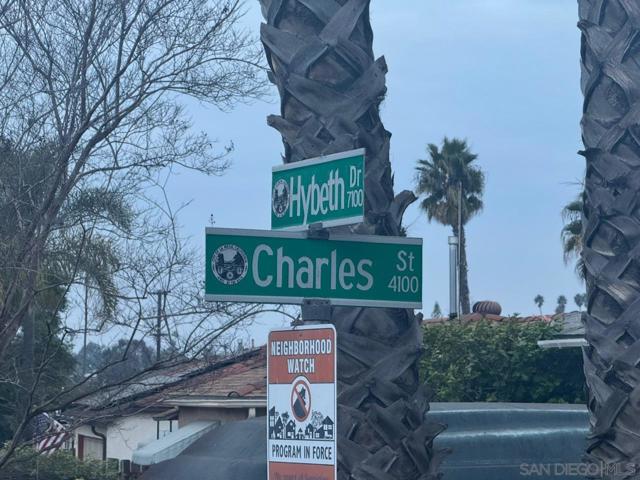 Hybeth Dr
7100
Charles St
4100
NEIGHBORHOOD
WATCH
PROGRAM IN FORCE
SAN DIEGO MLS